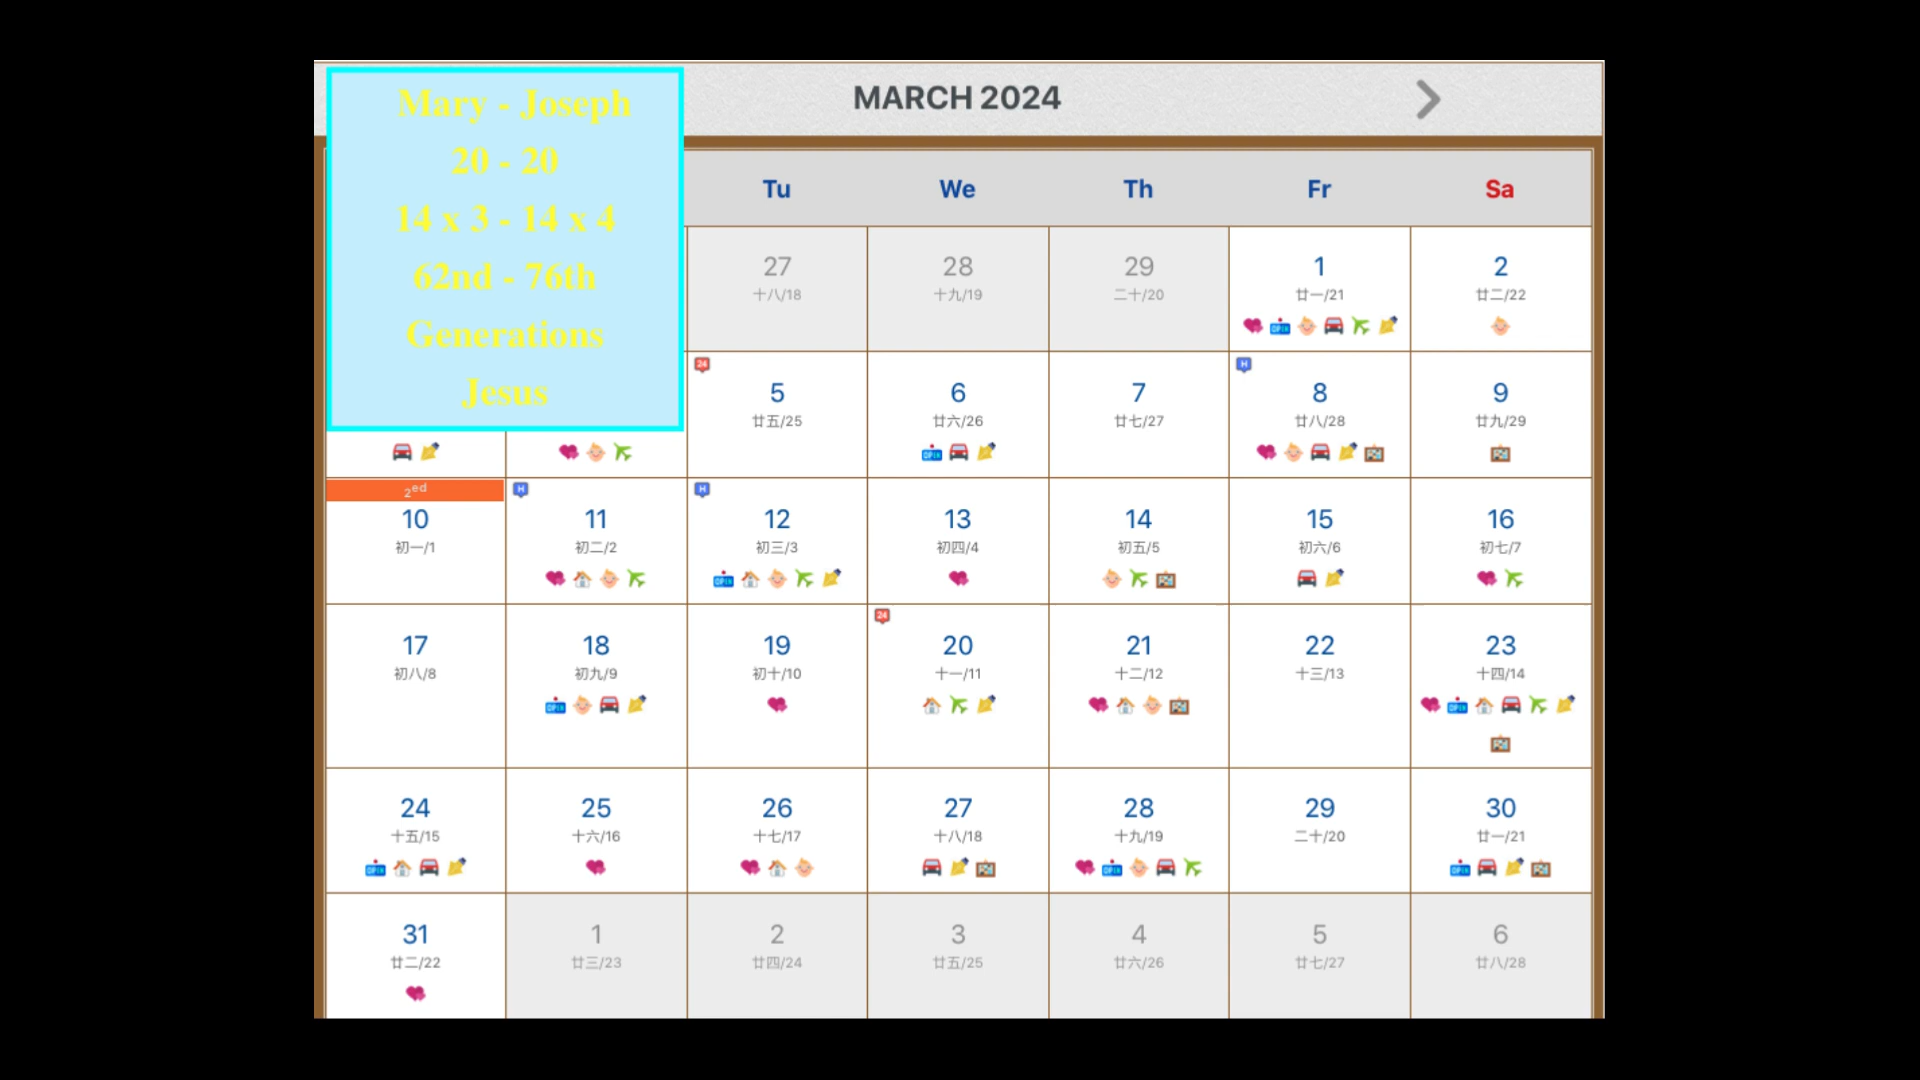 MARCH 2024
Mary - Joseph
20 - 20
14 x 3 - 14 x 4
62nd - 76th
Generations
Jesus
Tu We Th Fr Sa
27 28 29 1 2
十八/18 十九/19 二十/20 廿一/21 廿二/22
24 H
5 6 7 8 9
廿五/25 廿六/26 廿七/27 廿八/28 廿九/29
2ed H H
10 11 12 13 14 15 16
初一/1 初二/2 初三/3 初四/4 初五/5 初六/6 初七/7
24
17 18 19 20 21 22 23
初八/8 初九/9 初十/10 十一/11 十二/12 十三/13 十四/14
24 25 26 27 28 29 30
十五/15 十六/16 十七/17 十八/18 十九/19 二十/20 廿一/21
31 1 2 3 4 5 6
廿二/22 廿三/23 廿四/24 廿五/25 廿六/26 廿七/27 廿八/28